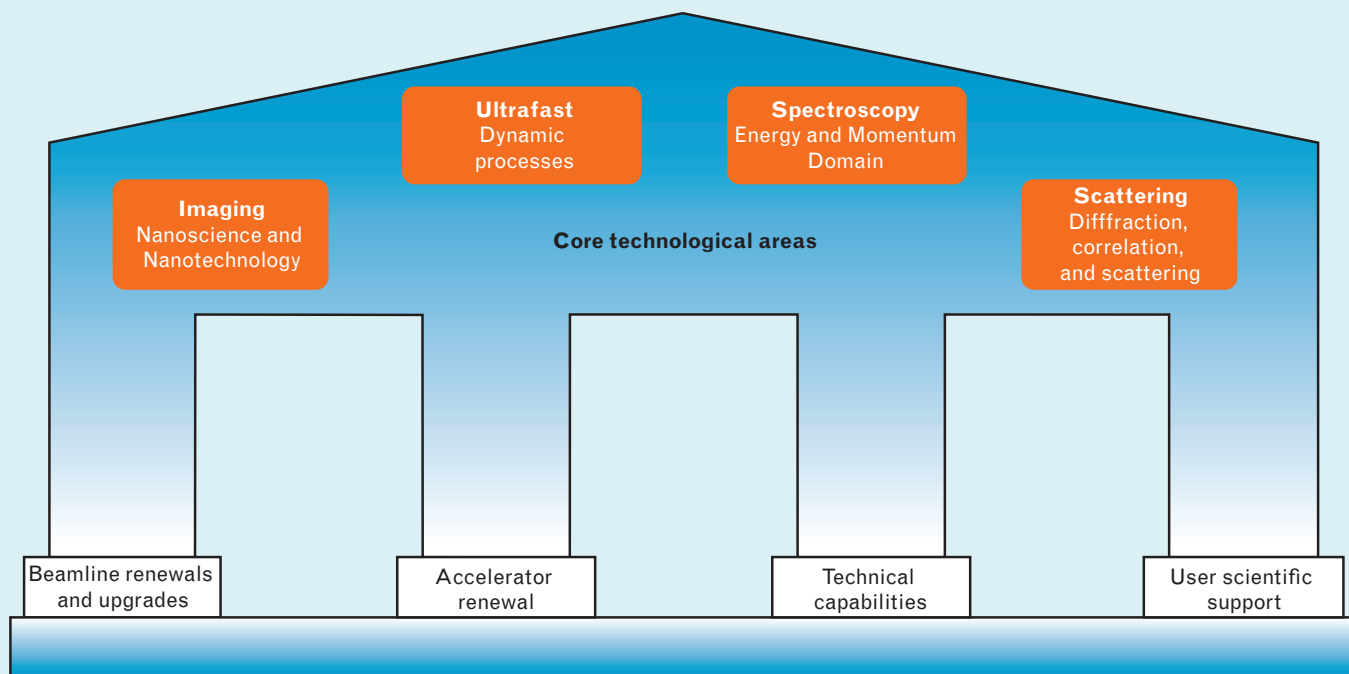 Ultrafast
Dynamic
processes
Spectroscopy
Energy and Momentum
Domain
Imaging
Nanoscience and
Nanotechnology
Core technological areas
Scattering
Difffraction,
correlation,
and scattering
Beamline renewals
and upgrades
Accelerator
renewal
Technical
capabilities
User scientific
support